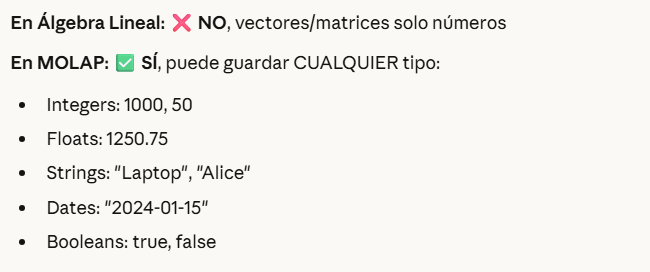 En Álgebra Lineal: ❌ NO, vectores/matrices solo números
En MOLAP: ✅ SÍ, puede guardar CUALQUIER tipo:
• Integers: 1000, 50
• Floats: 1250.75
• Strings: "Laptop", "Alice"
• Dates: "2024-01-15"
• Booleans: true, false